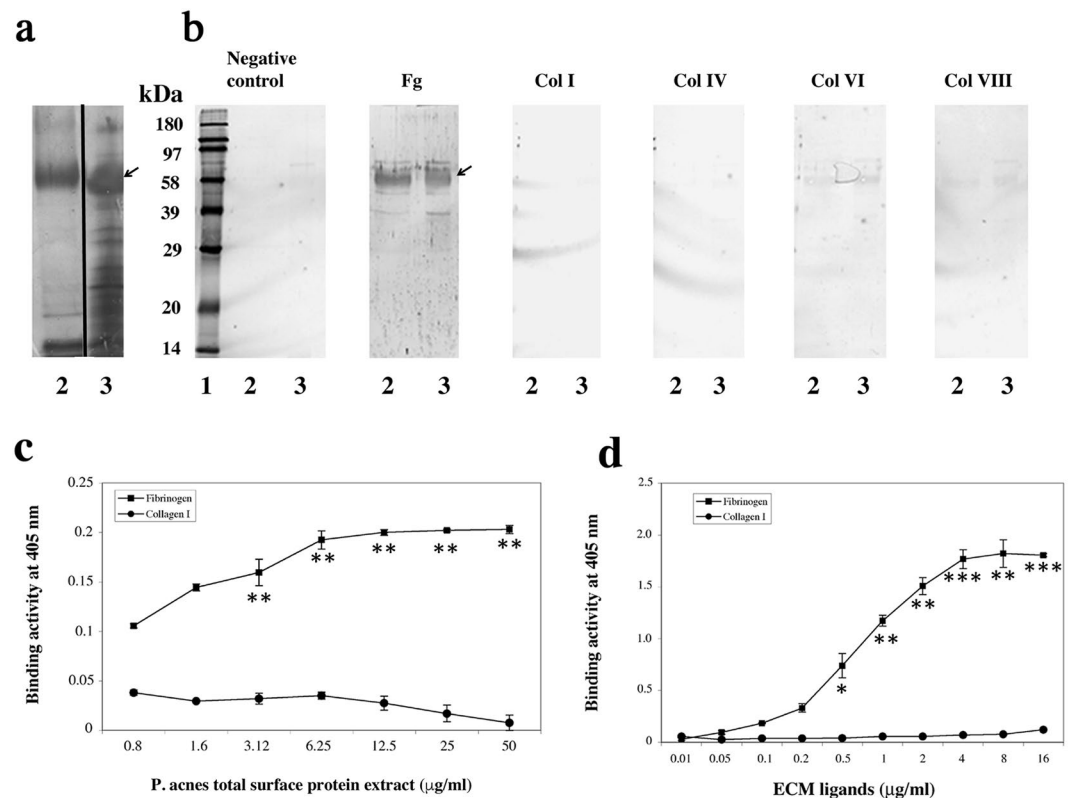 a
b
Negative control
Fg
Col I
Col IV
Col VI
Col VIII
kDa
180
97
58
39
29
20
14
2 3
1 2 3
2 3
2 3
2 3
2 3
2 3
c
Fibrinogen
Collagen I
Binding activity at 405 nm
0.25
0.2
0.15
0.1
0.05
0
**
**
**
**
**
0.8 1.6 3.12 6.25 12.5 25 50
P. acnes total surface protein extract (µg/ml)
d
Fibrinogen
Collagen I
Binding activity at 405 nm
2.5
2.0
1.5
1.0
0.5
0
*
**
**
***
**
***
0.01 0.05 0.1 0.2 0.5 1 2 4 8 16
ECM ligands (µg/ml)